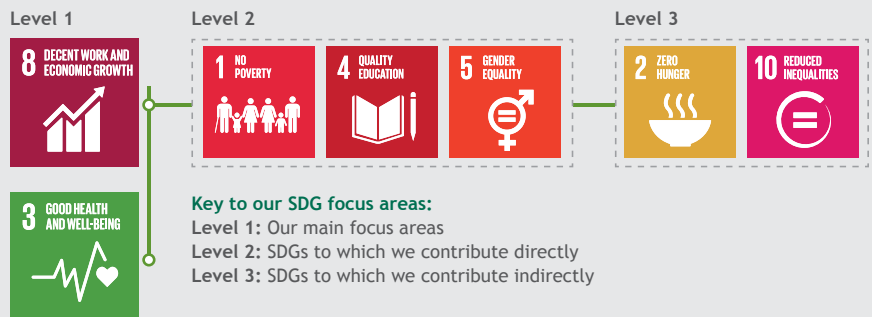 Level 1
Level 2
Level 3
8 DECENT WORK AND
ECONOMIC GROWTH
1 NO
POVERTY
4 QUALITY
EDUCATION
5 GENDER
EQUALITY
2 ZERO
HUNGER
10 REDUCED
INEQUALITIES
3 GOOD HEALTH
AND WELL-BEING
Key to our SDG focus areas:
Level 1: Our main focus areas
Level 2: SDGs to which we contribute directly
Level 3: SDGs to which we contribute indirectly